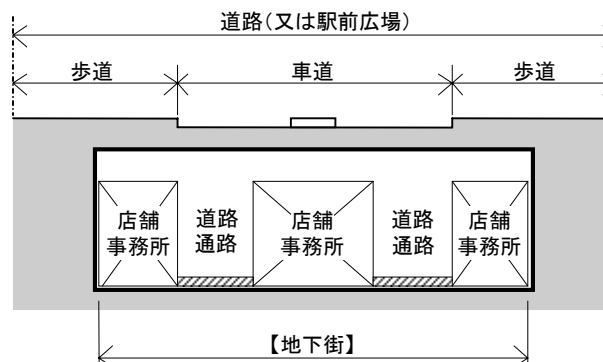 道路（又は駅前広場）
歩道 車道 歩道
店舗
事務所
道路
通路
店舗
事務所
道路
通路
店舗
事務所
【地下街】